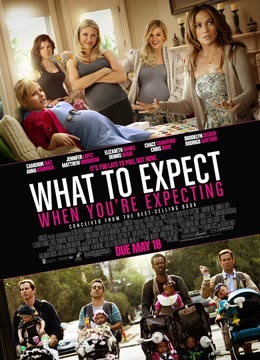 CAMERON DIAZ JENNIFER LOPEZ ELIZABETH BANKS CHACE CRAWFORD BROOKLYN DECKER
ANNA KENDRICK MATTHEW MORRISON DENNIS QUAID CHRIS ROCK RODRIGO SANTORO
IT'S TOO LATE TO PULL OUT NOW.
WHAT TO EXPECT
WHEN YOU'RE EXPECTING
CONCEIVED FROM THE BEST-SELLING BOOK
DUE MAY 18